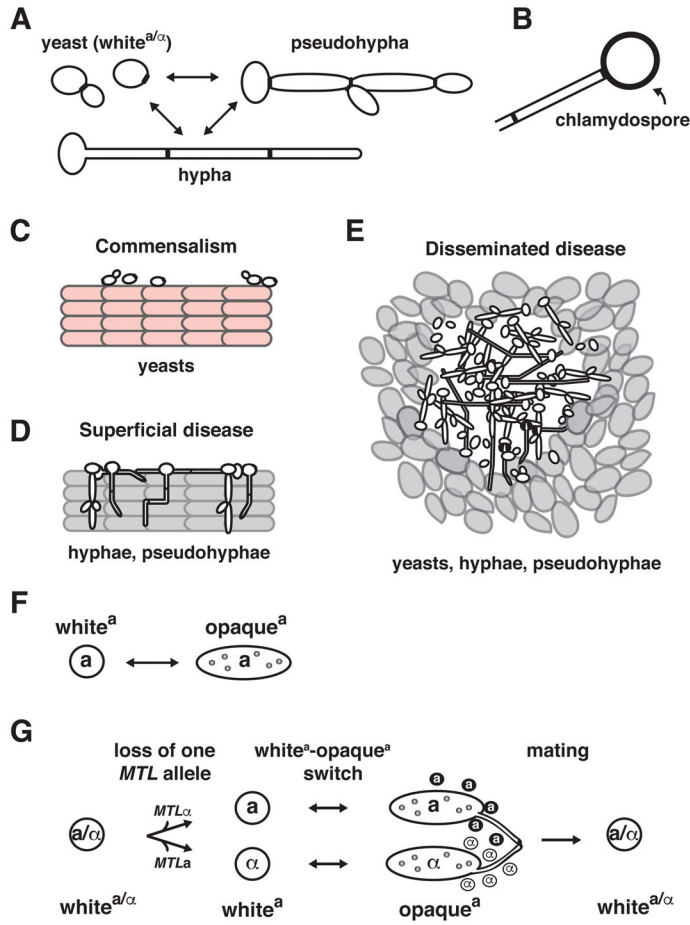 A
yeast (white^a/α)
pseudohypha
hypha
B
chlamydospore
C
Commensalism
yeasts
D
Superficial disease
hyphae, pseudohyphae
E
Disseminated disease
yeasts, hyphae, pseudohyphae
F
white^a
opaque^a
a
a
G
loss of one
MTL allele
white^a-opaque^a
switch
mating
a/α
MTLα
MTLa
a
α
a
α
a
a
a
a
a
α
α
α
α
α
a/α
white^a/α
white^a
opaque^a
white^a/α